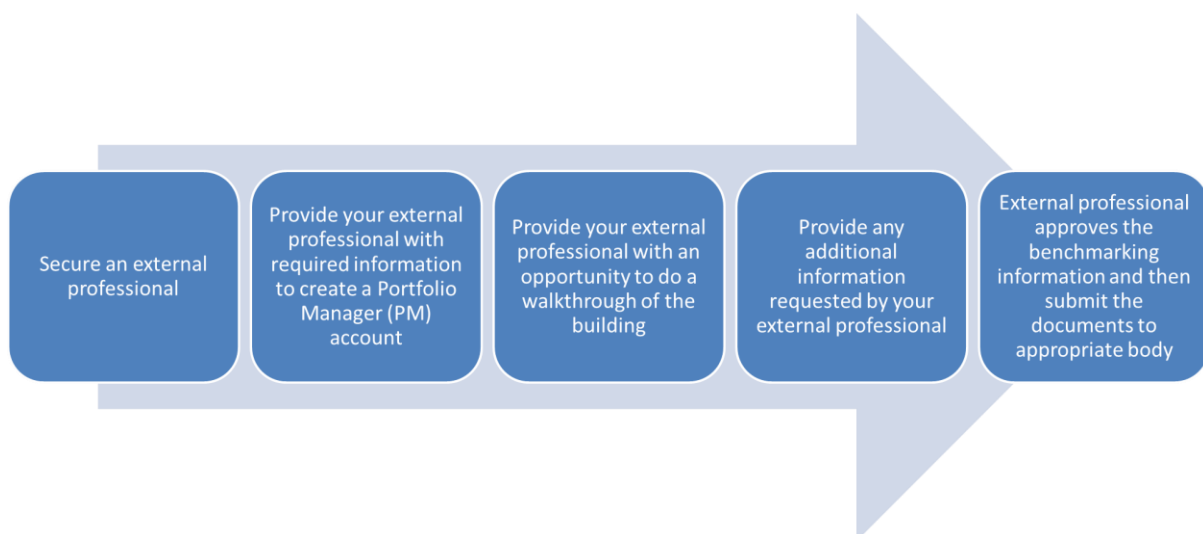 Secure an external
professional
Provide your external
professional with
required information
to create a Portfolio
Manager (PM)
account
Provide your external
professional with an
opportunity to do a
walkthrough of the
building
Provide any
additional
information
requested by your
external professional
External professional
approves the
benchmarking
information and then
submit the
documents to
appropriate body